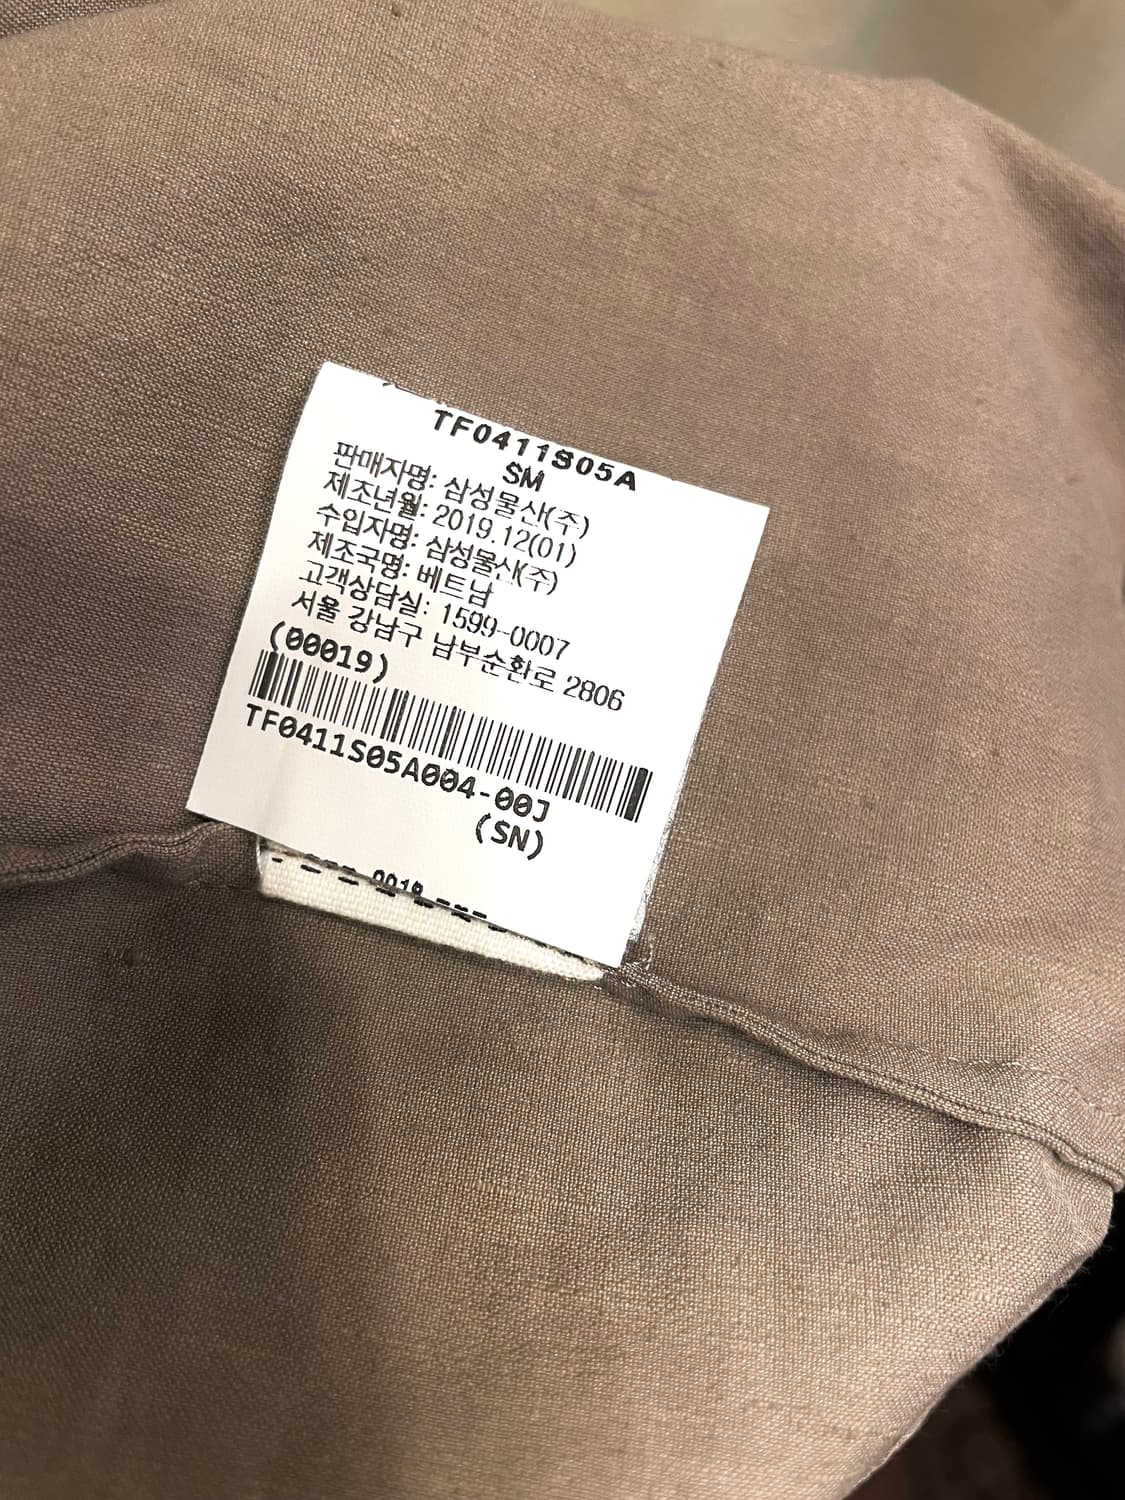 TF0411S05A
SM
판매자명: 삼성물산(주)
제조년월: 2019.12(01)
수입자명: 삼성물산(주)
제조국명: 베트남
고객상담실: 1599-0007
서울 강남구 남부순환로 2806
(00019)
TF0411S05A004-00J
(SN)
0019